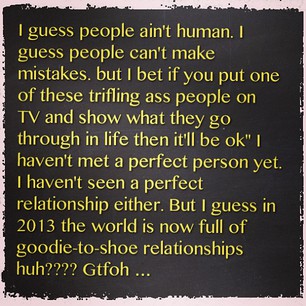 I guess people ain't human. I
guess people can't make
mistakes. but I bet if you put one
of these trifling ass people on
TV and show what they go
through in life then it'll be ok" I
haven't met a perfect person yet.
I haven't seen a perfect
relationship either. But I guess in
2013 the world is now full of
goodie-to-shoe relationships
huh???? Gtfoh ...